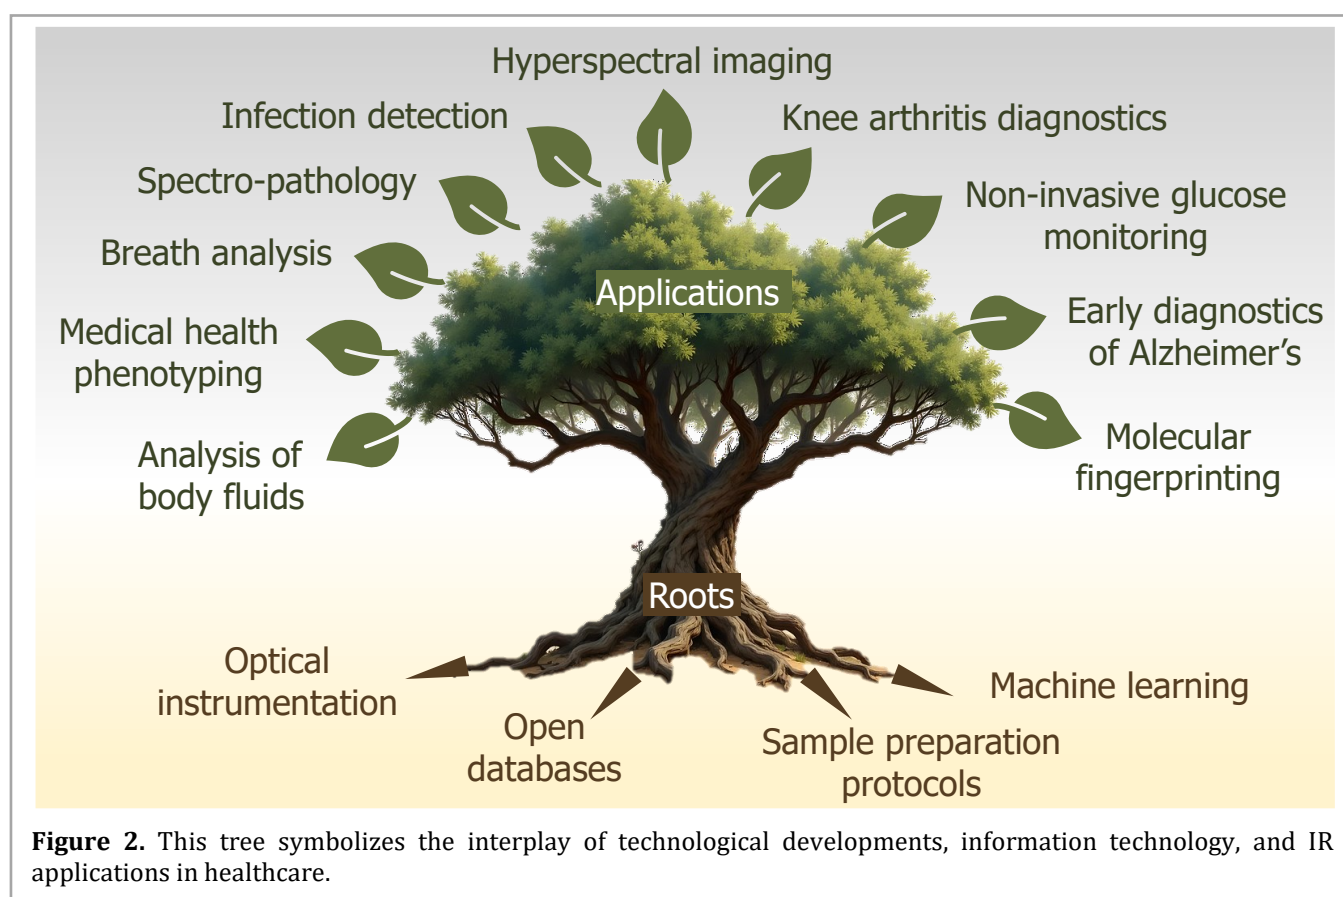 Hyperspectral imaging
Infection detection
Knee arthritis diagnostics
Spectro-pathology
Non-invasive glucose
monitoring
Breath analysis
Applications
Medical health
phenotyping
Early diagnostics
of Alzheimer’s
Analysis of
body fluids
Molecular
fingerprinting
Roots
Optical
instrumentation
Open
databases
Sample preparation
protocols
Machine learning
Figure 2. This tree symbolizes the interplay of technological developments, information technology, and IR
applications in healthcare.